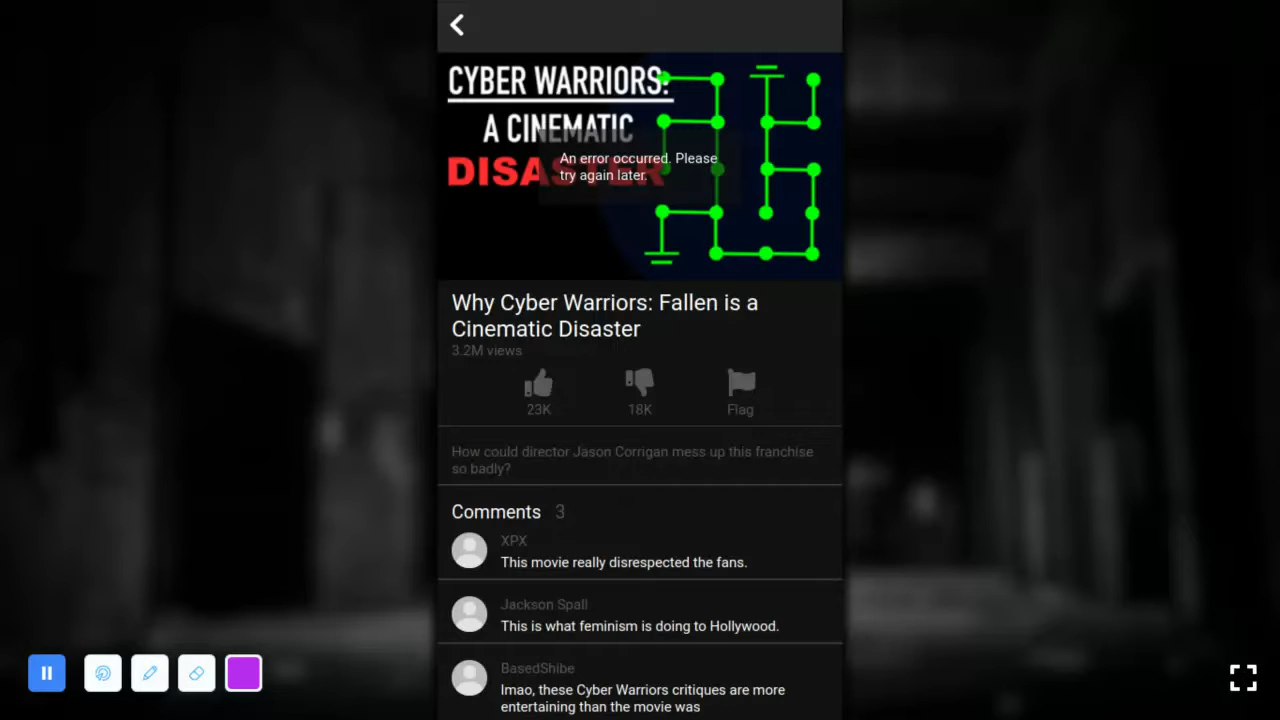 CYBER WARRIORS:
A CINEMATIC
DISASTER
An error occurred. Please
try again later.
Why Cyber Warriors: Fallen is a
Cinematic Disaster
3.2M views
23K
18K
Flag
How could director Jason Corrigan mess up this franchise
so badly?
Comments 3
XPX
This movie really disrespected the fans.
Jackson Spall
This is what feminism is doing to Hollywood.
BasedShibe
lmao, these Cyber Warriors critiques are more
entertaining than the movie was